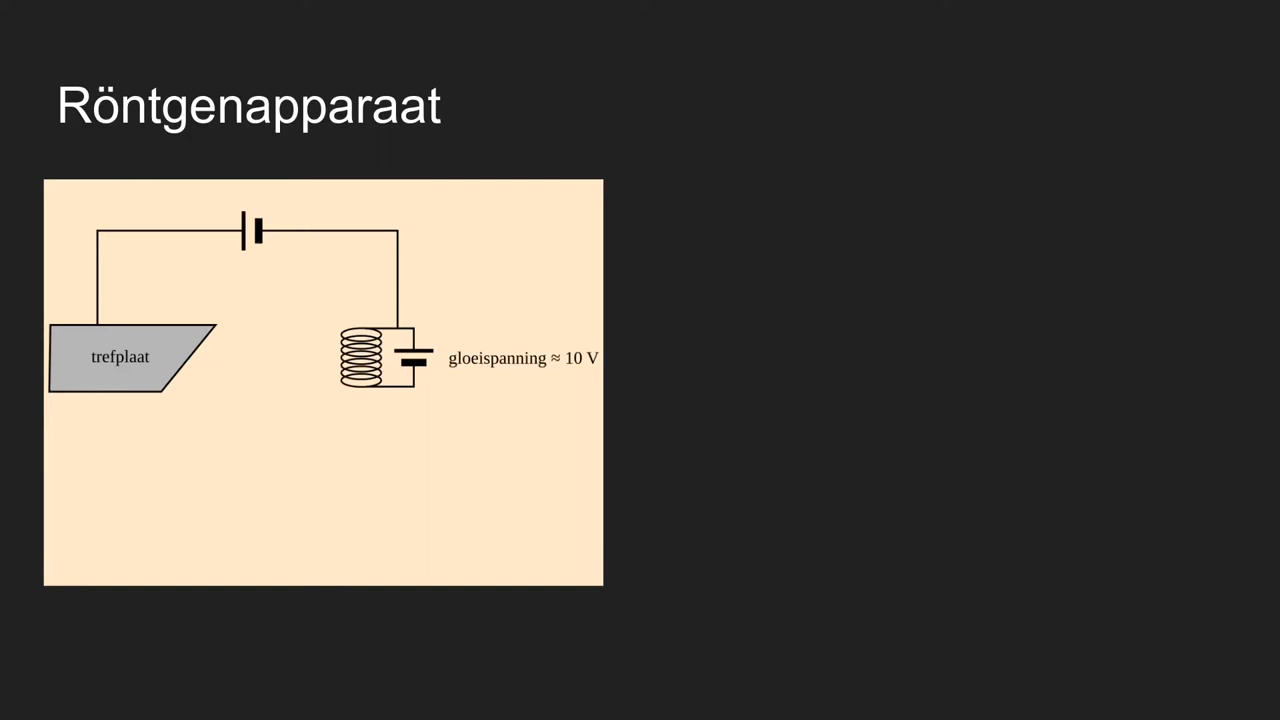 Röntgenapparaat
trefplaat
gloeispanning ≈ 10 V